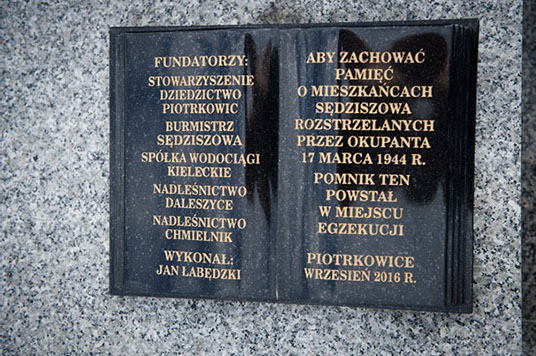 FUNDATORZY:
STOWARZYSZENIE
DZIEDZICTWO
PIOTRKOWIC
BURMISTRZ
SĘDZISZOWA
SPÓŁKA WODOCIĄGI
KIELECKIE
NADLEŚNICTWO
DALESZYCE
NADLEŚNICTWO
CHMIELNIK
WYKONAŁ:
JAN ŁABĘDZKI
ABY ZACHOWAĆ
PAMIĘĆ
O MIESZKAŃCACH
SĘDZISZOWA
ROZSTRZELANYCH
PRZEZ OKUPANTA
17 MARCA 1944 R.
POMNIK TEN
POWSTAŁ
W MIEJSCU
EGZEKUCJI
PIOTRKOWICE
WRZESIEŃ 2016 R.